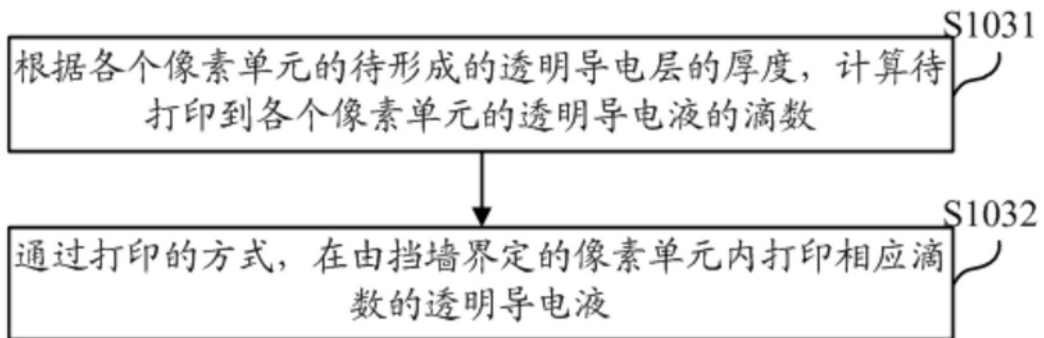 S1031
根据各个像素单元的待形成的透明导电层的厚度，计算待
打印到各个像素单元的透明导电液的滴数
S1032
通过打印的方式，在由挡墙界定的像素单元内打印相应滴
数的透明导电液